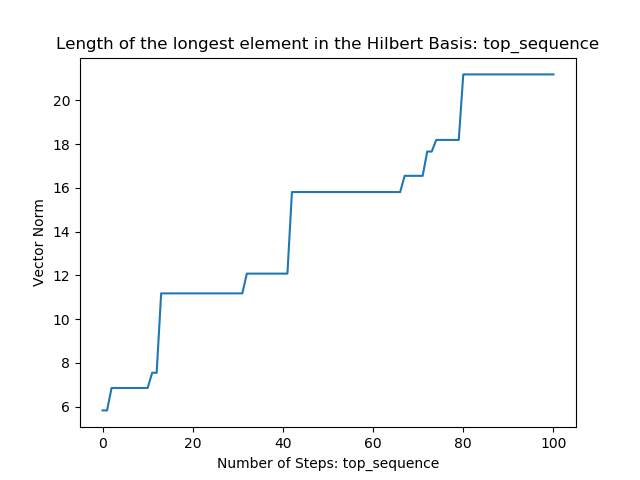 Length of the longest element in the Hilbert Basis: top_sequence
20
18
16
14
12
10
8
6
Vector Norm
0 20 40 60 80 100
Number of Steps: top_sequence